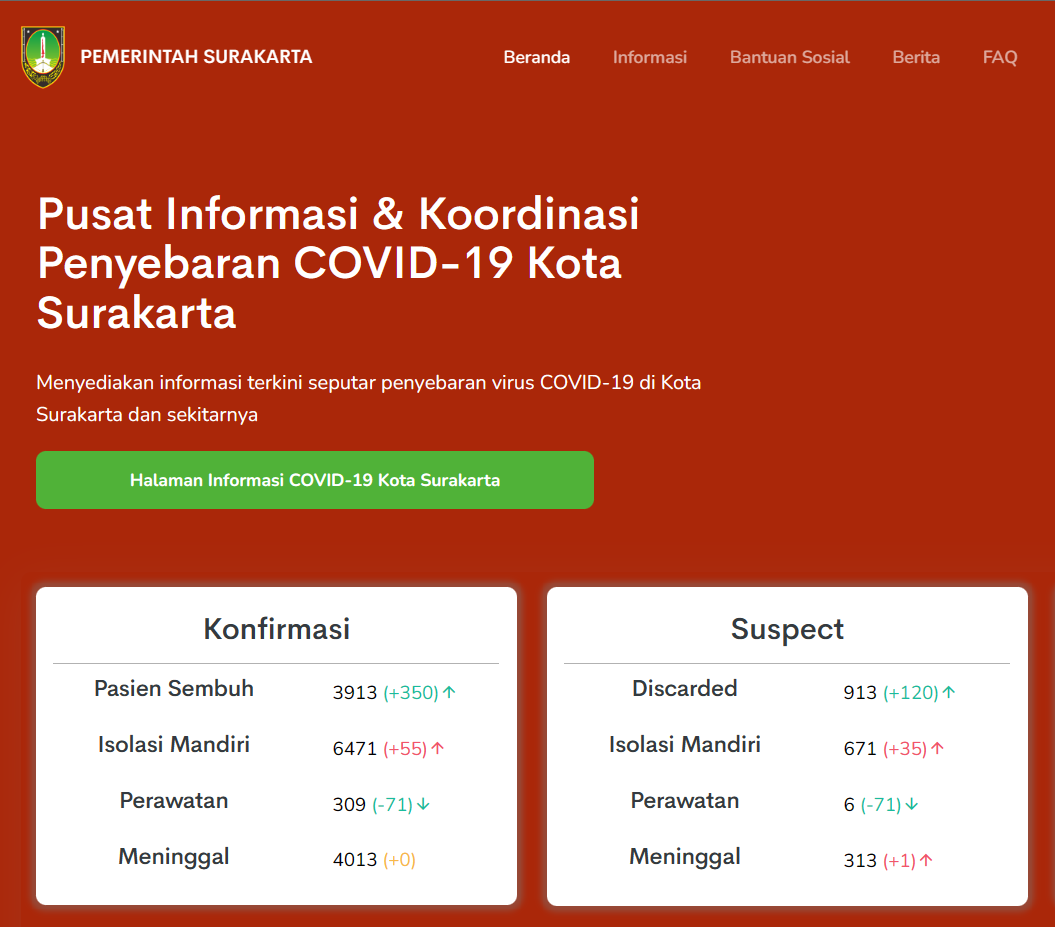 PEMERINTAH SURAKARTA
Beranda Informasi Bantuan Sosial Berita FAQ
Pusat Informasi & Koordinasi
Penyebaran COVID-19 Kota
Surakarta
Menyediakan informasi terkini seputar penyebaran virus COVID-19 di Kota
Surakarta dan sekitarnya
Halaman Informasi COVID-19 Kota Surakarta
Konfirmasi
Pasien Sembuh 3913 (+350)↑
Isolasi Mandiri 6471 (+55)↑
Perawatan 309 (-71)↓
Meninggal 4013 (+0)
Suspect
Discarded 913 (+120)↑
Isolasi Mandiri 671 (+35)↑
Perawatan 6 (-71)↓
Meninggal 313 (+1)↑